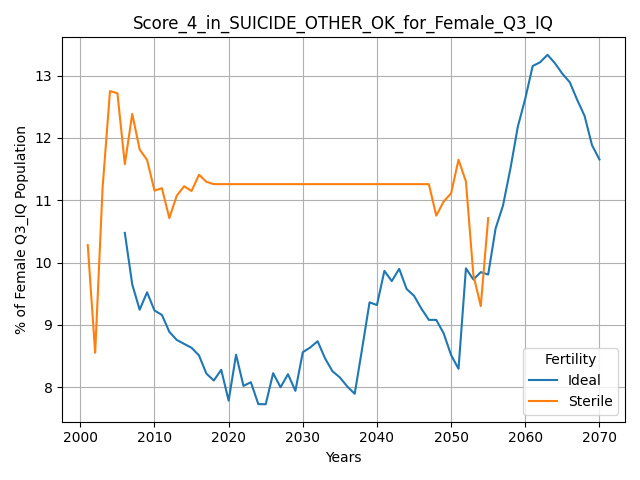 Score_4_in_SUICIDE_OTHER_OK_for_Female_Q3_IQ
% of Female Q3_IQ Population
13
12
11
10
9
8
2000 2010 2020 2030 2040 2050 2060 2070
Years
Fertility
Ideal
Sterile